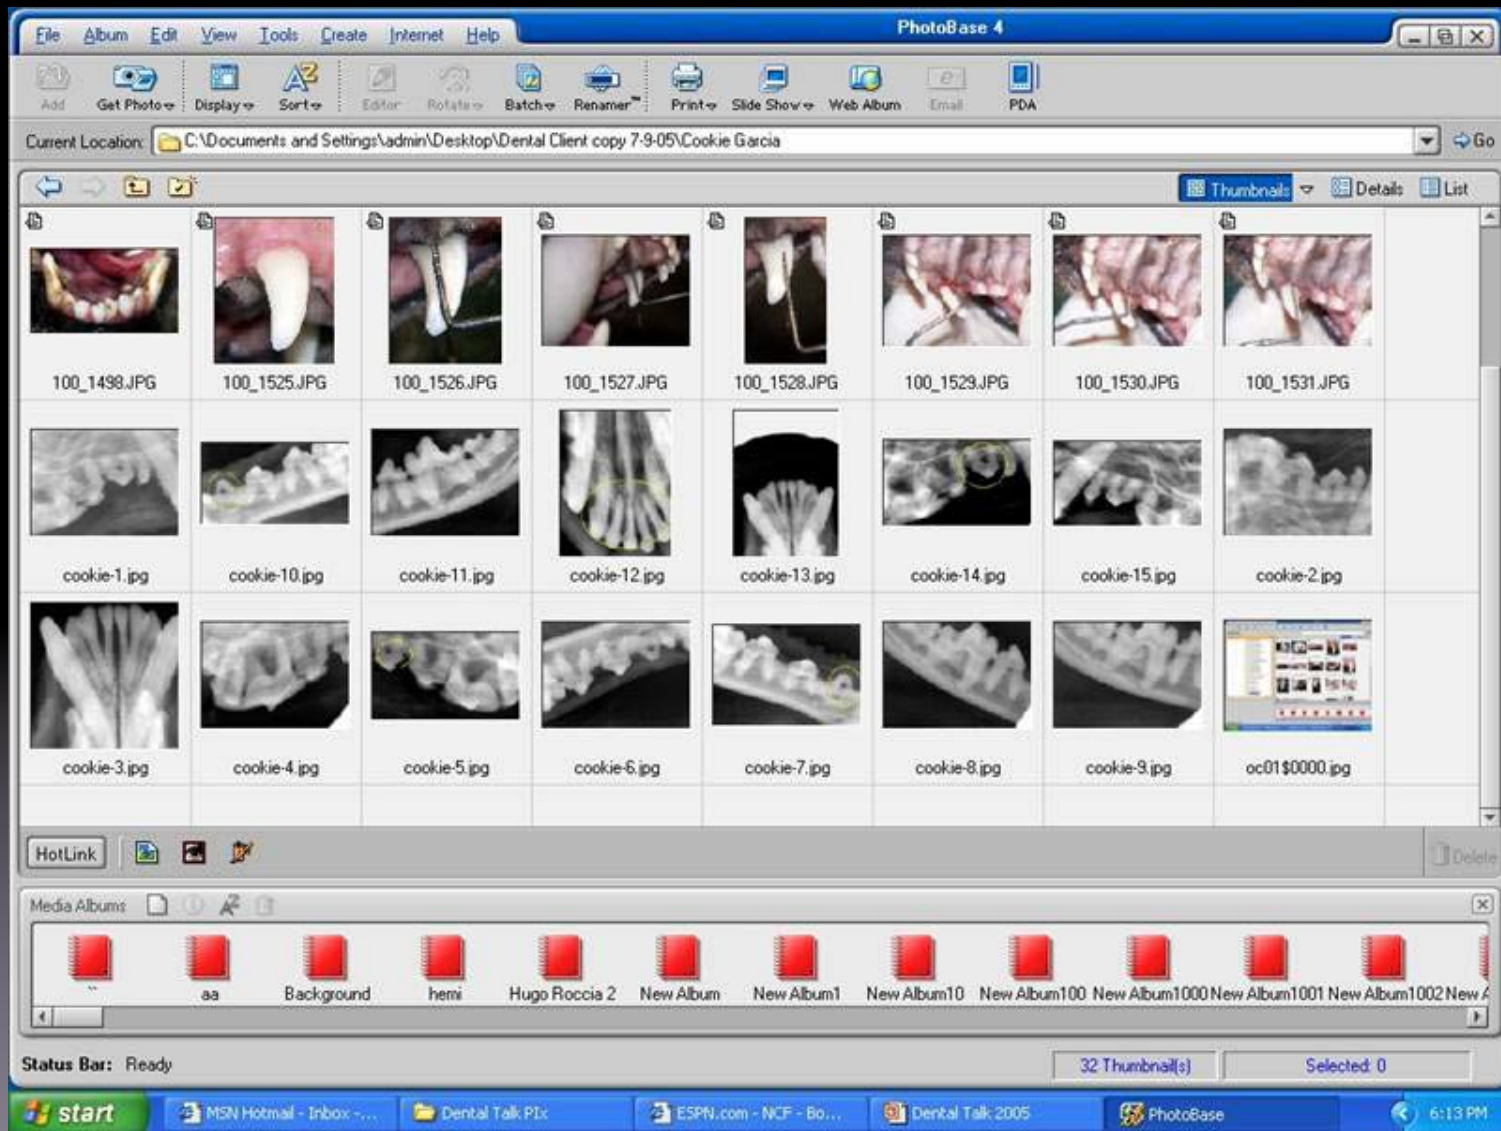 PhotoBase 4
File Album Edit View Tools Create Internet Help
Add Get Photo Display Sort Editor Rotate Batch Renamer™ Print Slide Show Web Album Email PDA
Current Location: C:\Documents and Settings\admin\Desktop\Dental Client copy 7-9-05\Cookie Garcia Go
Thumbnails Details List
100_1498.JPG 100_1525.JPG 100_1526.JPG 100_1527.JPG 100_1528.JPG 100_1529.JPG 100_1530.JPG 100_1531.JPG
cookie-1.jpg cookie-10.jpg cookie-11.jpg cookie-12.jpg cookie-13.jpg cookie-14.jpg cookie-15.jpg cookie-2.jpg
cookie-3.jpg cookie-4.jpg cookie-5.jpg cookie-6.jpg cookie-7.jpg cookie-8.jpg cookie-9.jpg oc01$0000.jpg
HotLink Delete
Media Albums
`` aa Background hemi Hugo Roccia 2 New Album New Album1 New Album10 New Album100 New Album1000 New Album1001 New Album1002 New A
Status Bar: Ready 32 Thumbnail(s) Selected: 0
start MSN Hotmail - Inbox -... Dental Talk PIx ESPN.com - NCF - Bo... Dental Talk 2005 PhotoBase 6:13 PM